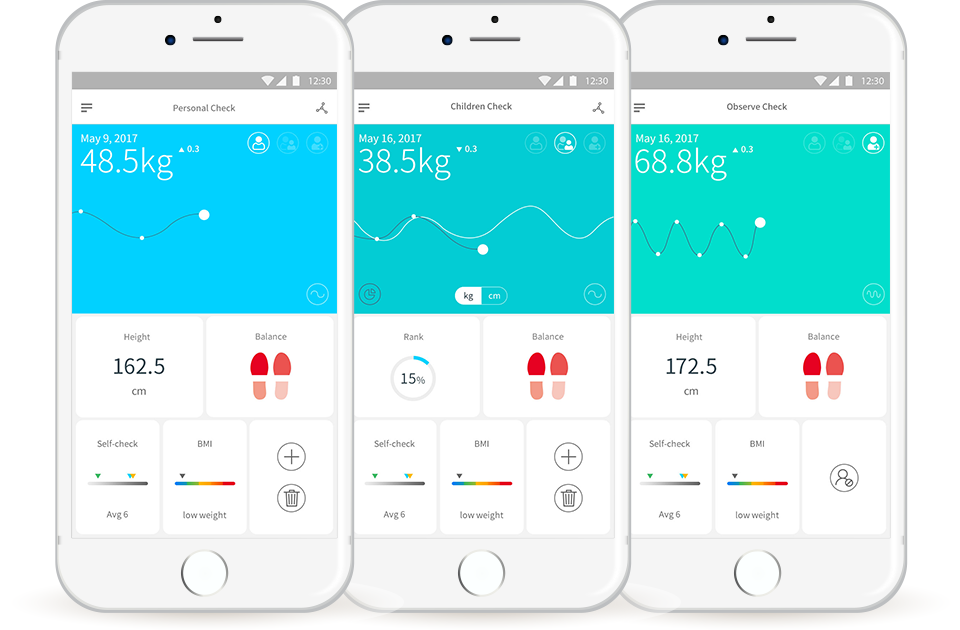 12:30
Personal Check
May 9, 2017
48.5kg ▲ 0.3
Height
162.5
cm
Balance
Self-check
Avg 6
BMI
low weight
12:30
Children Check
May 16, 2017
38.5kg ▼ 0.3
kg cm
Rank
15%
Balance
Self-check
Avg 6
BMI
low weight
12:30
Observe Check
May 16, 2017
68.8kg ▲ 0.3
Height
172.5
cm
Balance
Self-check
Avg 6
BMI
low weight